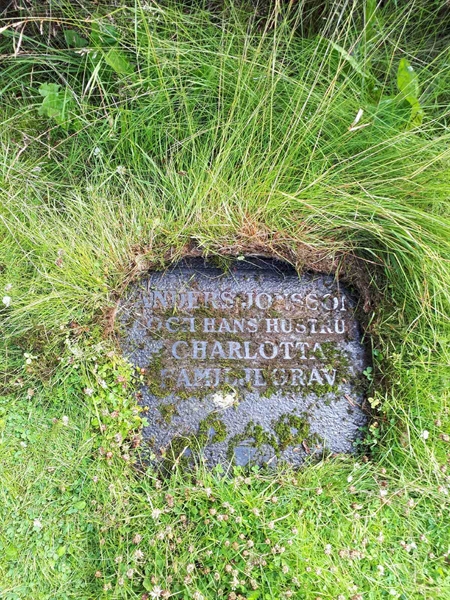 ANDERS JONSSON
OCH HANS HUSTRU
CHARLOTTA
FAMILJEGRAV